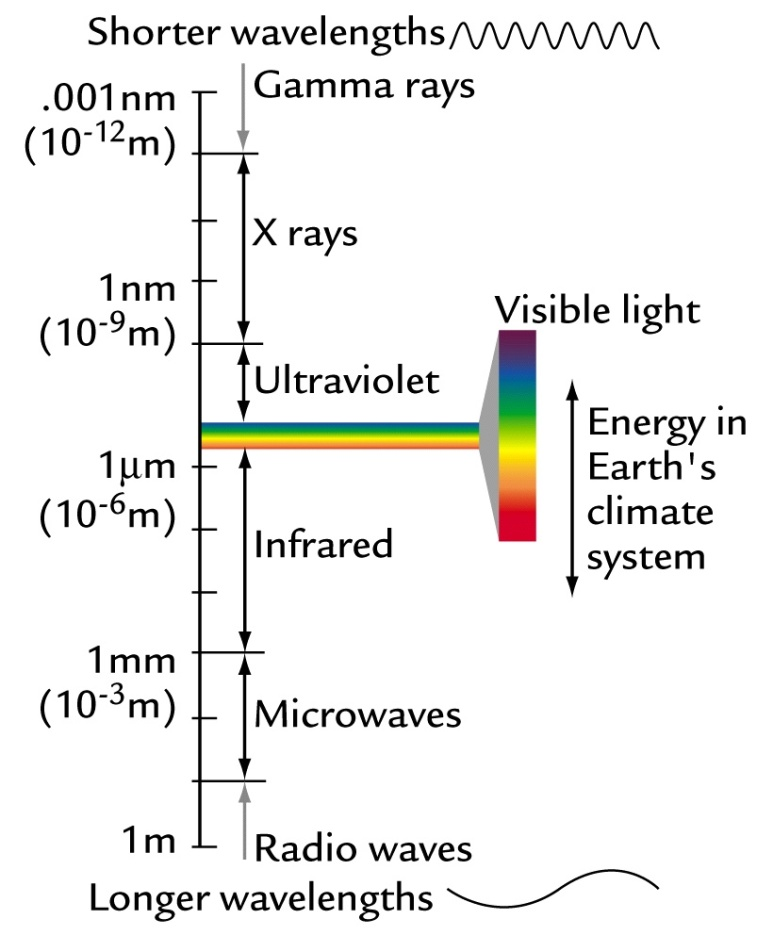 Shorter wavelengths
Gamma rays
.001nm
(10⁻¹²m)
X rays
1nm
(10⁻⁹m)
Visible light
Ultraviolet
Energy in
Earth's
climate
system
1µm
(10⁻⁶m)
Infrared
1mm
(10⁻³m)
Microwaves
1m
Radio waves
Longer wavelengths